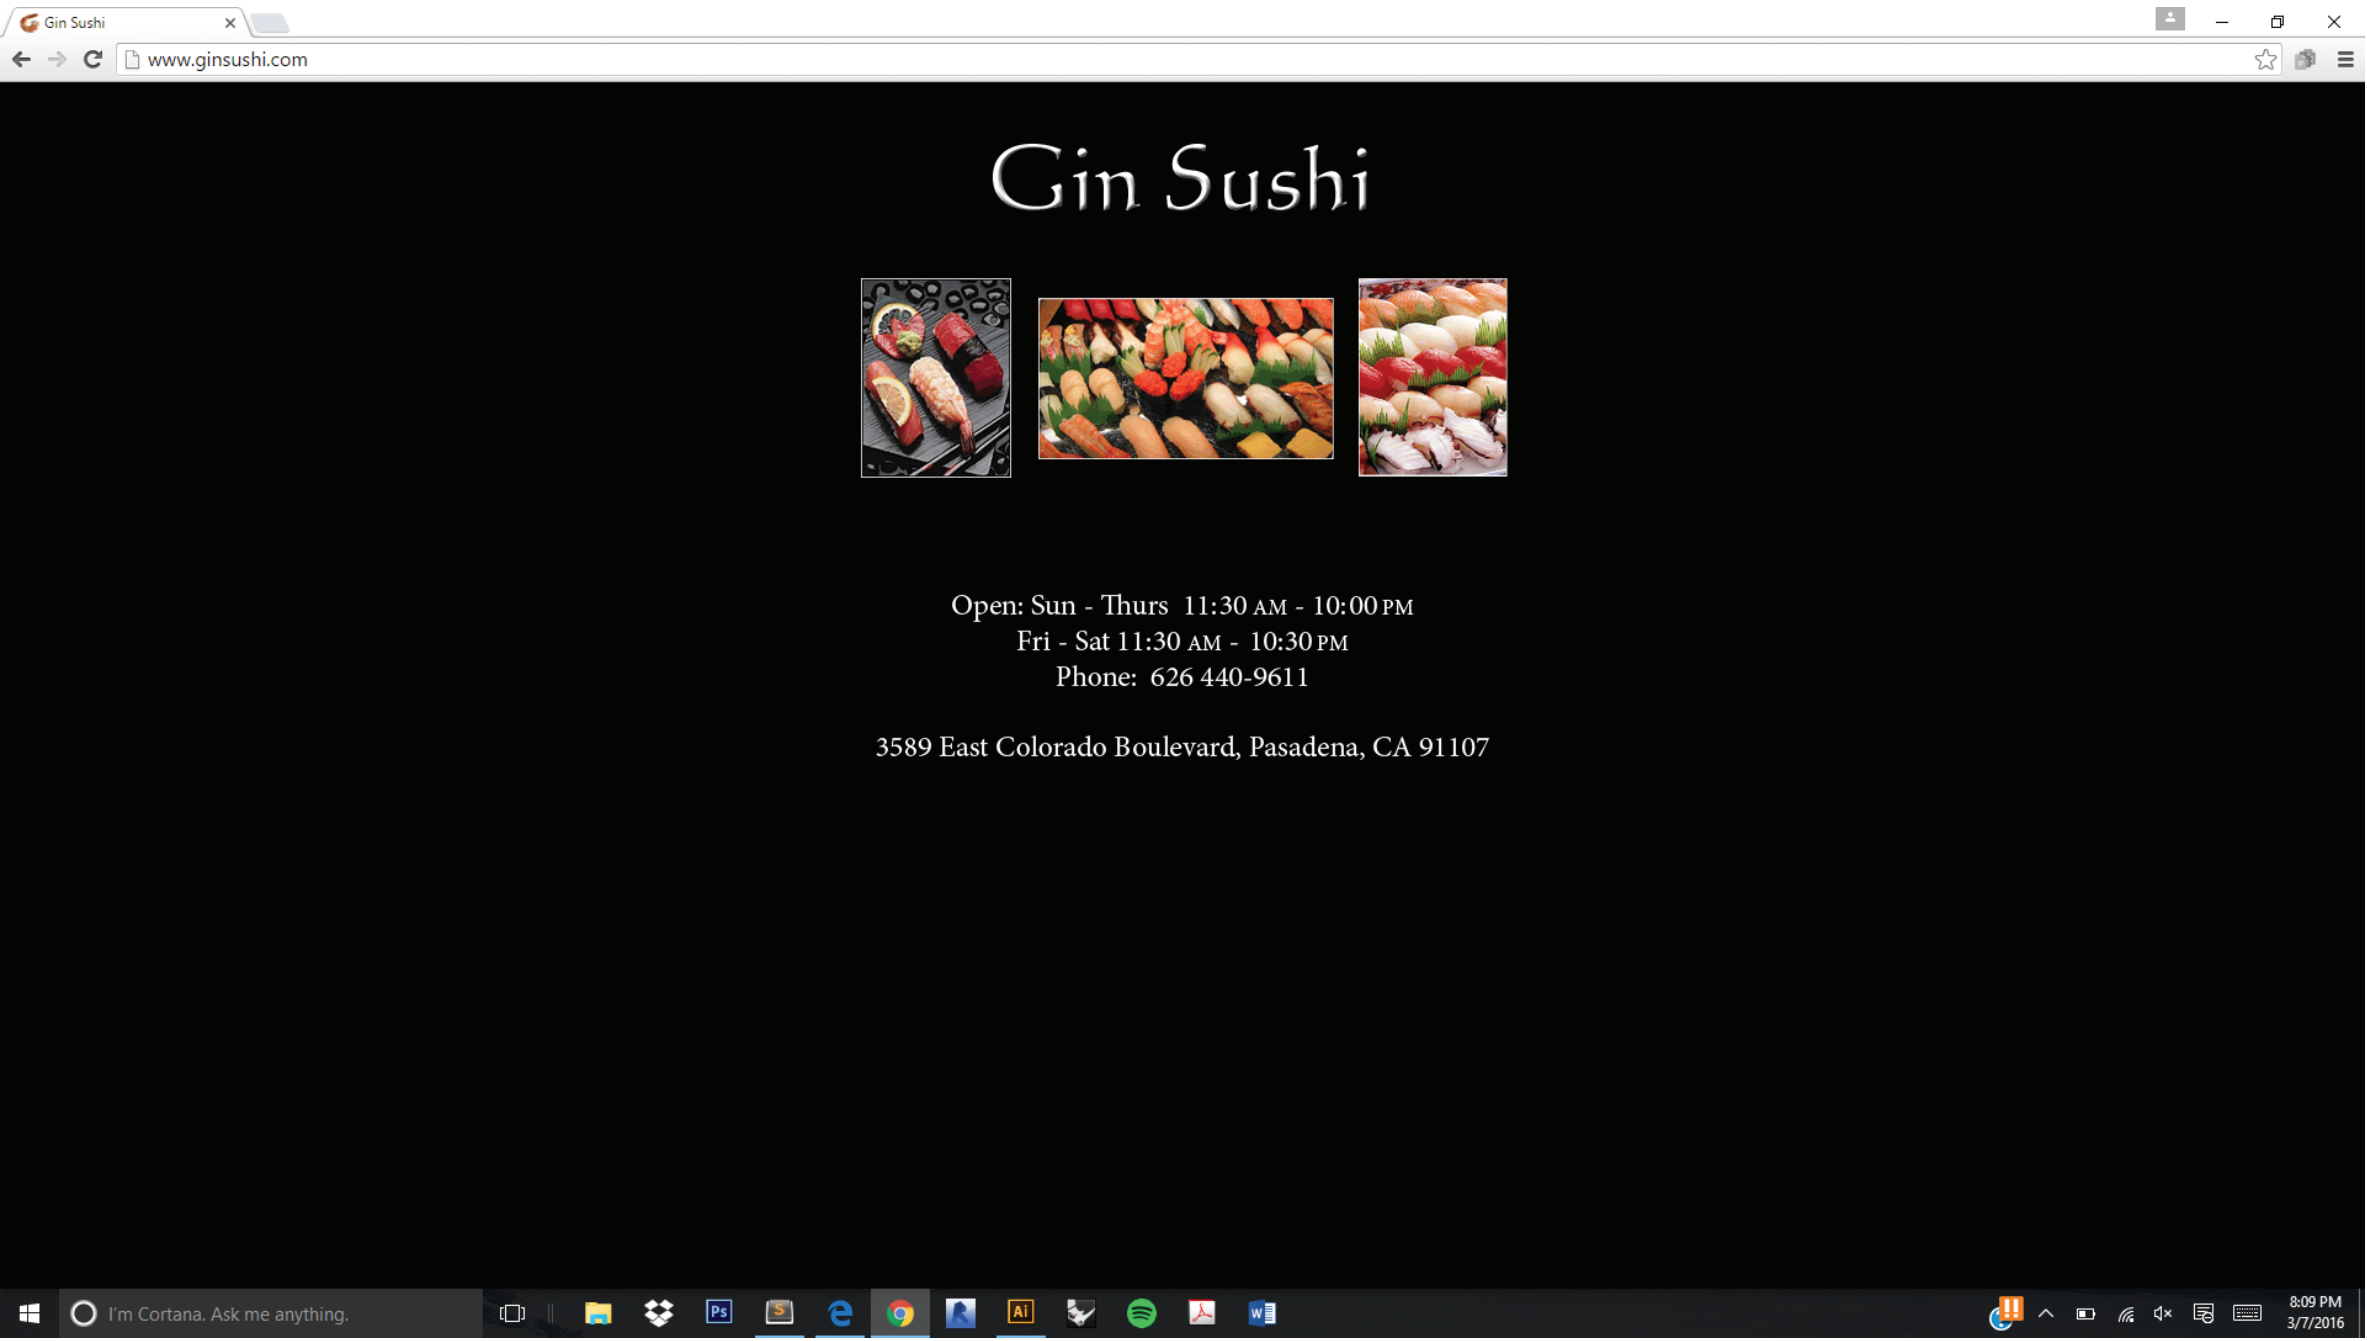 Gin Sushi
www.ginsushi.com
Gin Sushi
Open: Sun - Thurs 11:30 AM - 10:00 PM
Fri - Sat 11:30 AM - 10:30 PM
Phone: 626 440-9611
3589 East Colorado Boulevard, Pasadena, CA 91107
I'm Cortana. Ask me anything.
Ps
S
Ai
W
8:09 PM
3/7/2016